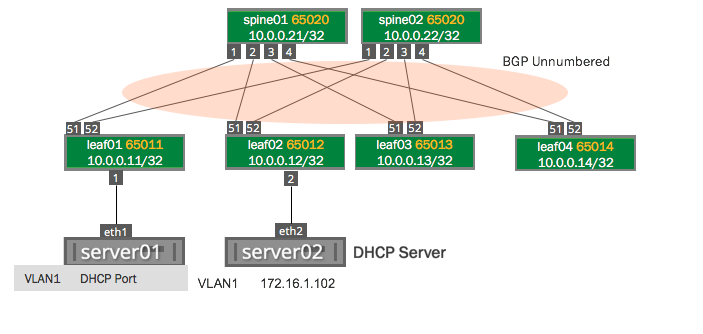 spine01 65020
10.0.0.21/32
spine02 65020
10.0.0.22/32
1 2 3 4
1 2 3 4
BGP Unnumbered
51 52
51 52
51 52
51 52
leaf01 65011
10.0.0.11/32
leaf02 65012
10.0.0.12/32
leaf03 65013
10.0.0.13/32
leaf04 65014
10.0.0.14/32
1
2
eth1
eth2
server01
server02
DHCP Server
VLAN1 DHCP Port
VLAN1 172.16.1.102